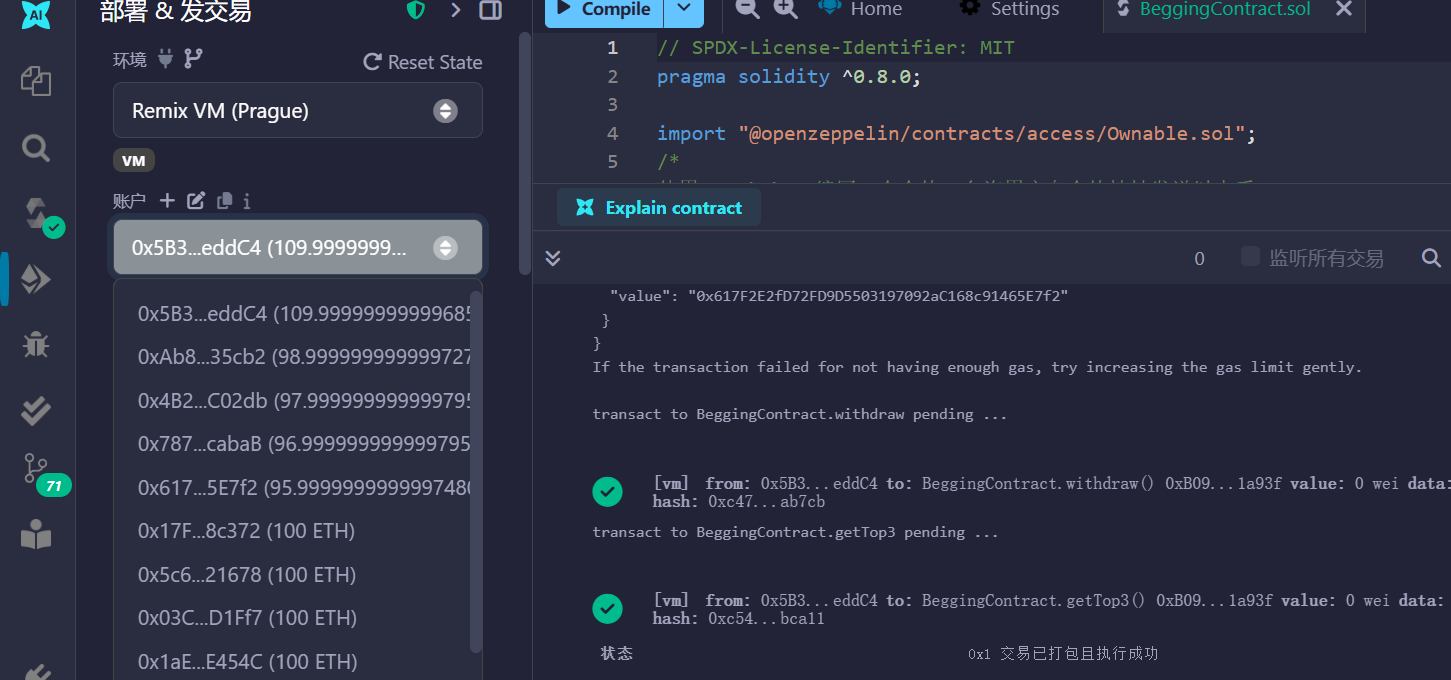 AI
部署 & 发交易
环境
Reset State
Remix VM (Prague)
VM
账户
0x5B3...eddC4 (109.9999999...
0x5B3...eddC4 (109.999999999999685
0xAb8...35cb2 (98.999999999999727
0x4B2...C02db (97.999999999999795
0x787...cabaB (96.999999999999795
0x617...5E7f2 (95.999999999999748
0x17F...8c372 (100 ETH)
0x5c6...21678 (100 ETH)
0x03C...D1Ff7 (100 ETH)
0x1aE...E454C (100 ETH)
71
Compile
Home
Settings
BeggingContract.sol
1 // SPDX-License-Identifier: MIT
2 pragma solidity ^0.8.0;
3
4 import "@openzeppelin/contracts/access/Ownable.sol";
5 /*
Explain contract
0
监听所有交易
"value": "0x617F2E2fD72FD9D5503197092aC168c91465E7f2"
}
}
If the transaction failed for not having enough gas, try increasing the gas limit gently.
transact to BeggingContract.withdraw pending ...
[vm] from: 0x5B3...eddC4 to: BeggingContract.withdraw() 0xB09...1a93f value: 0 wei data:
hash: 0xc47...ab7cb
transact to BeggingContract.getTop3 pending ...
[vm] from: 0x5B3...eddC4 to: BeggingContract.getTop3() 0xB09...1a93f value: 0 wei data:
hash: 0xc54...bca11
状态 0x1 交易已打包且执行成功